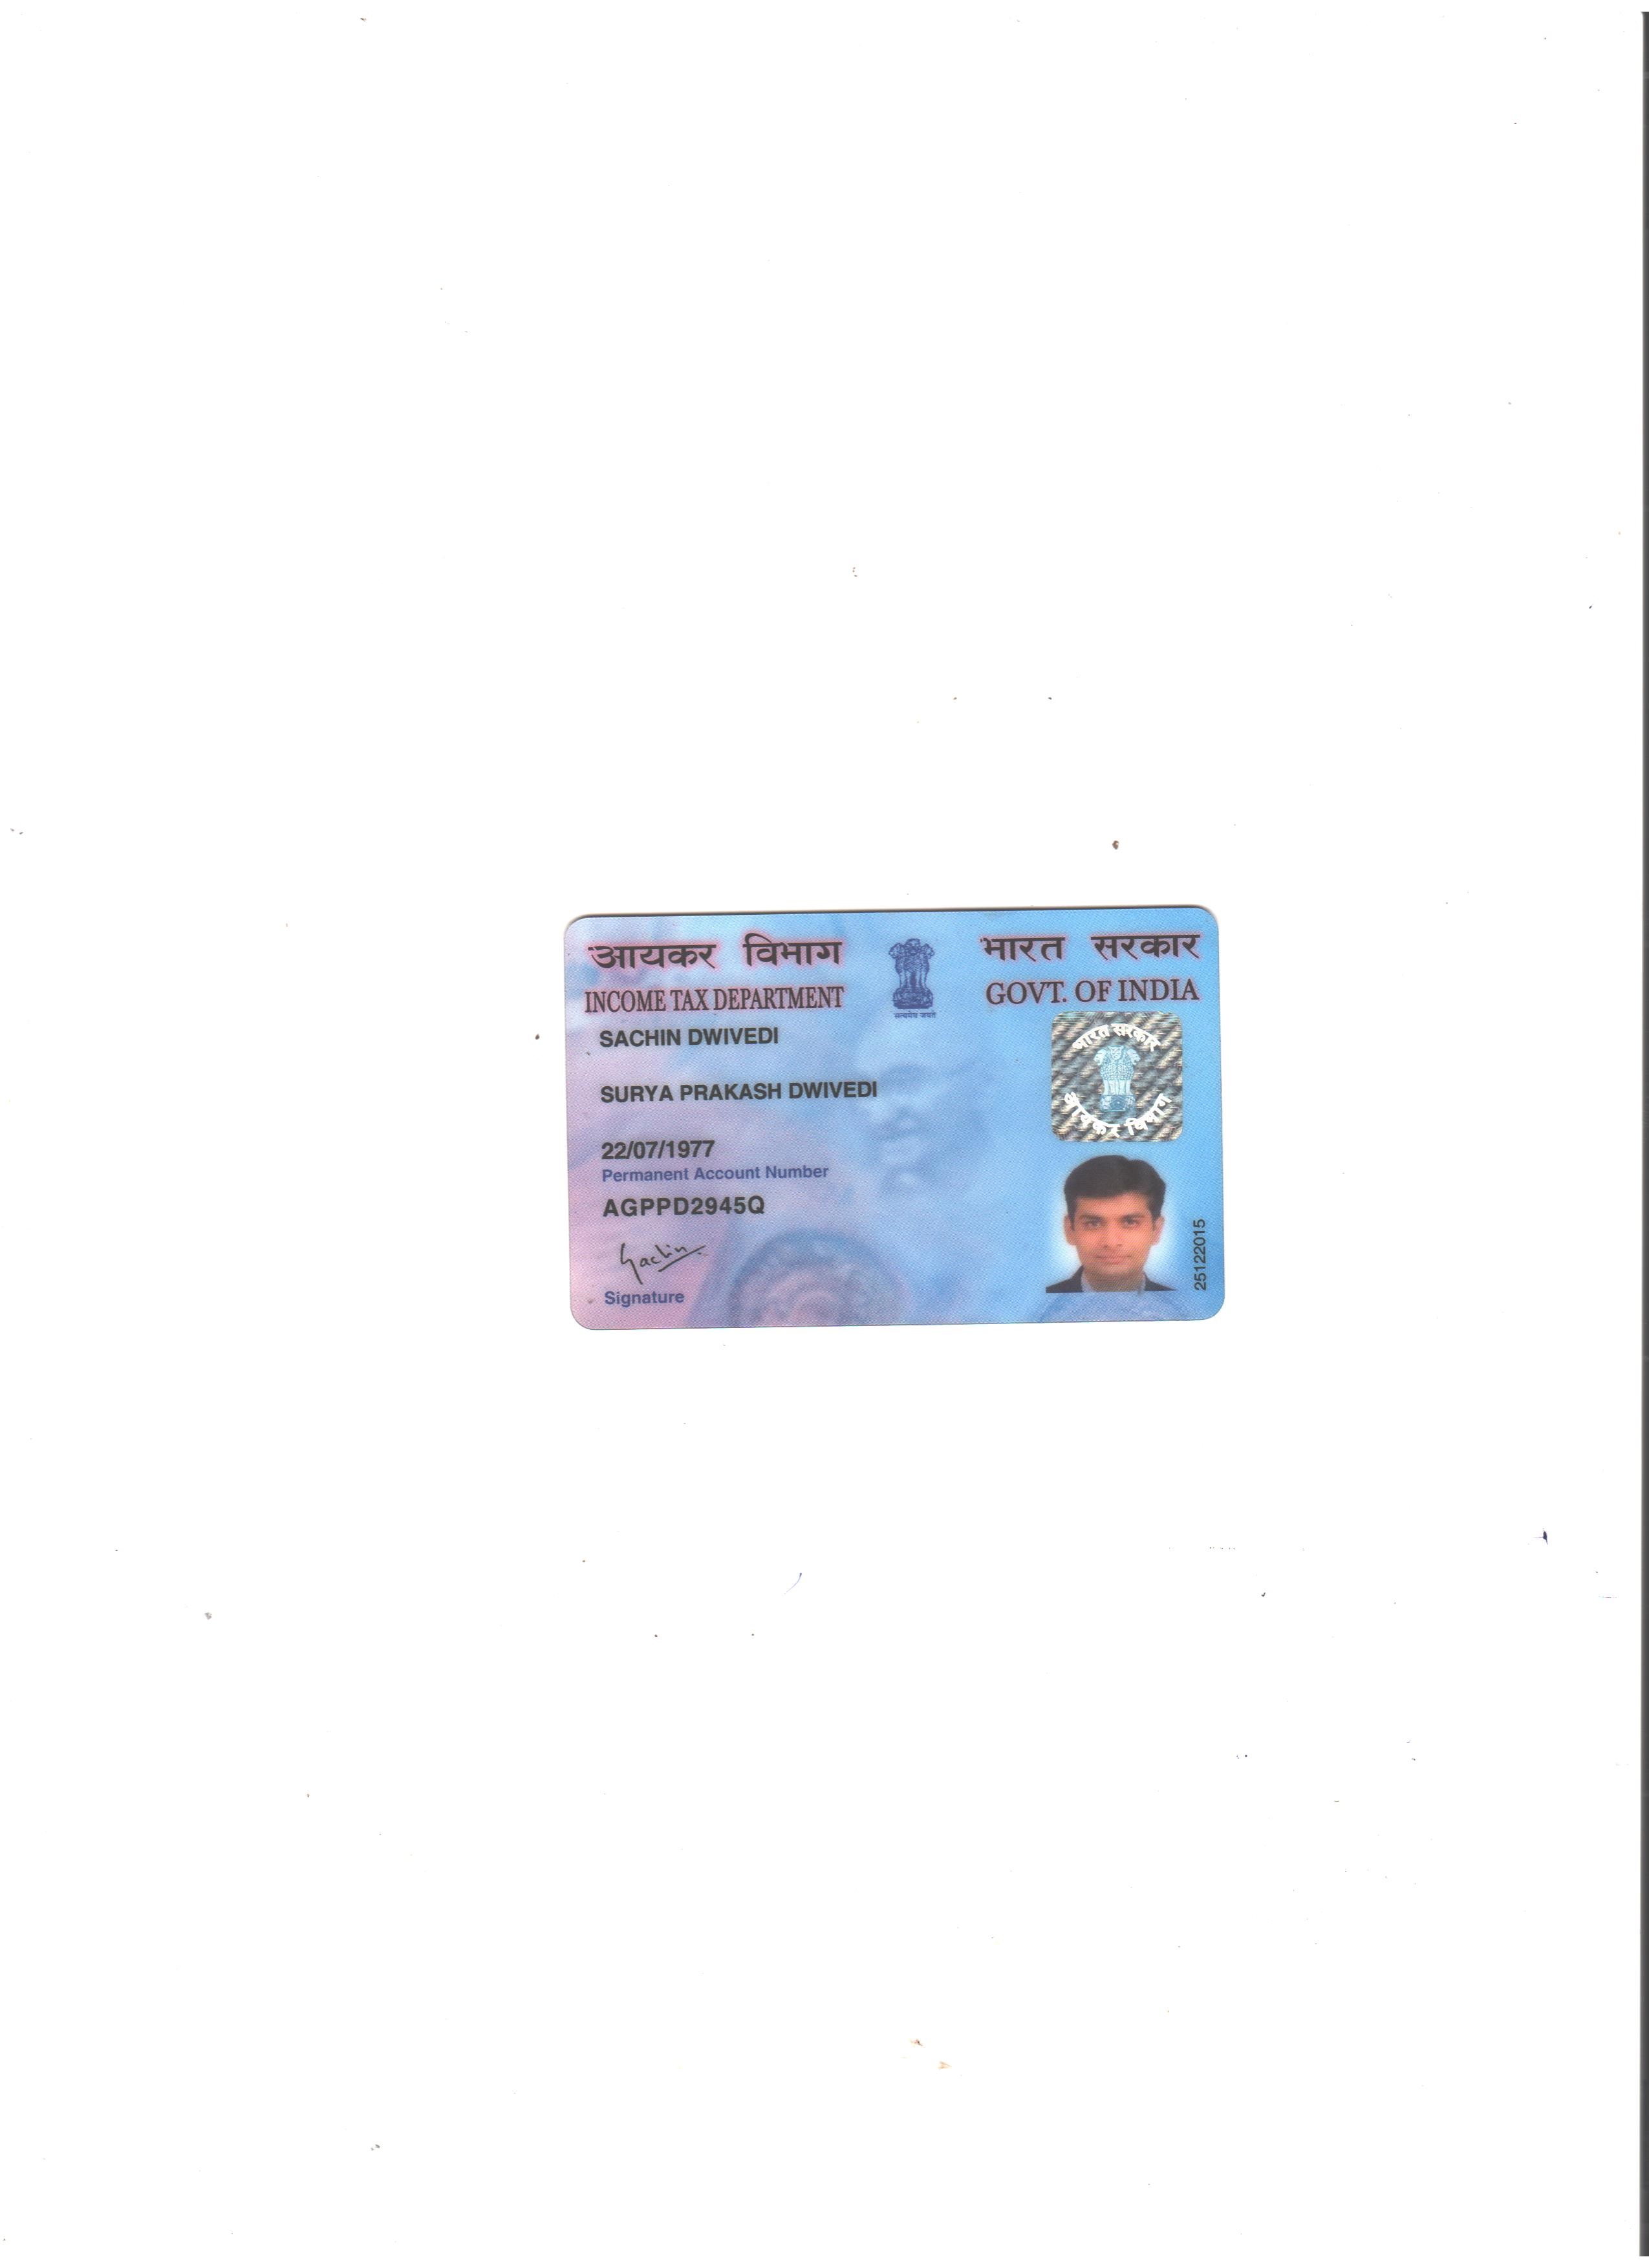 आयकर विभाग
INCOME TAX DEPARTMENT
सत्यमेव जयते
भारत सरकार
GOVT. OF INDIA
SACHIN DWIVEDI
SURYA PRAKASH DWIVEDI
22/07/1977
Permanent Account Number
AGPPD2945Q
Sachin
Signature
भारत सरकार
आयकर विभाग
25122015